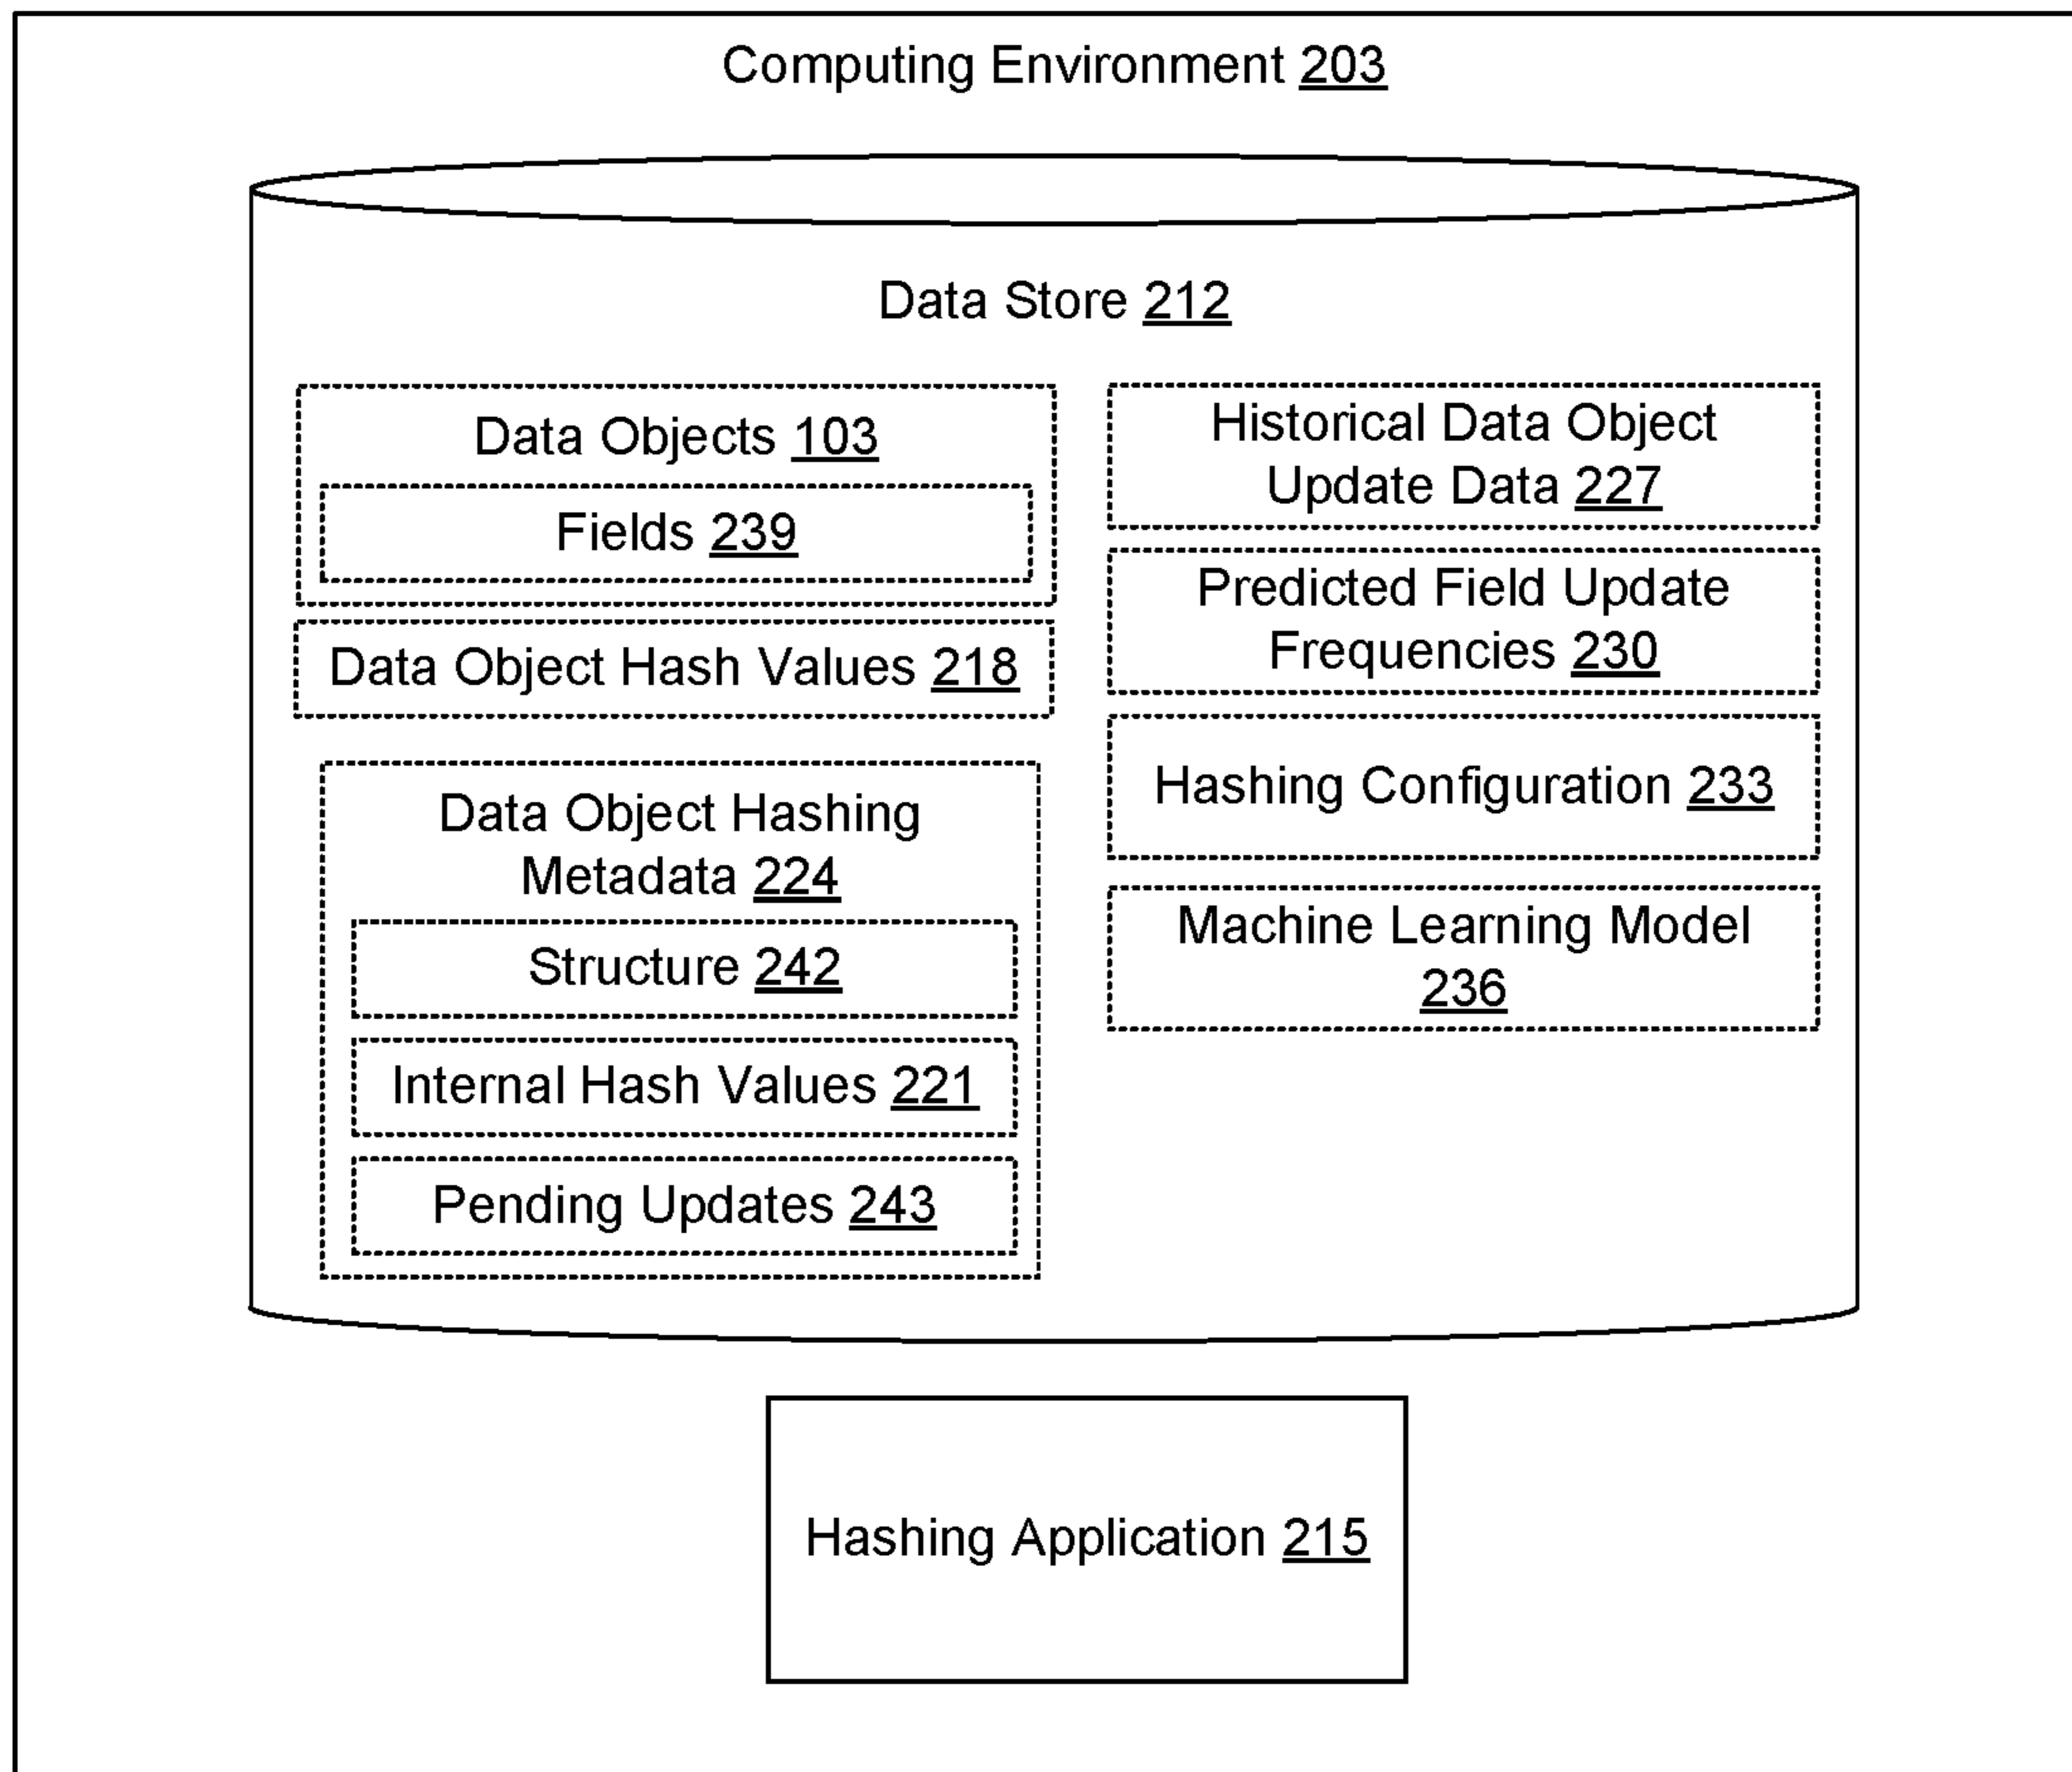 Computing Environment 203
Data Store 212
Data Objects 103
Fields 239
Data Object Hash Values 218
Data Object Hashing
Metadata 224
Structure 242
Internal Hash Values 221
Pending Updates 243
Historical Data Object
Update Data 227
Predicted Field Update
Frequencies 230
Hashing Configuration 233
Machine Learning Model
236
Hashing Application 215